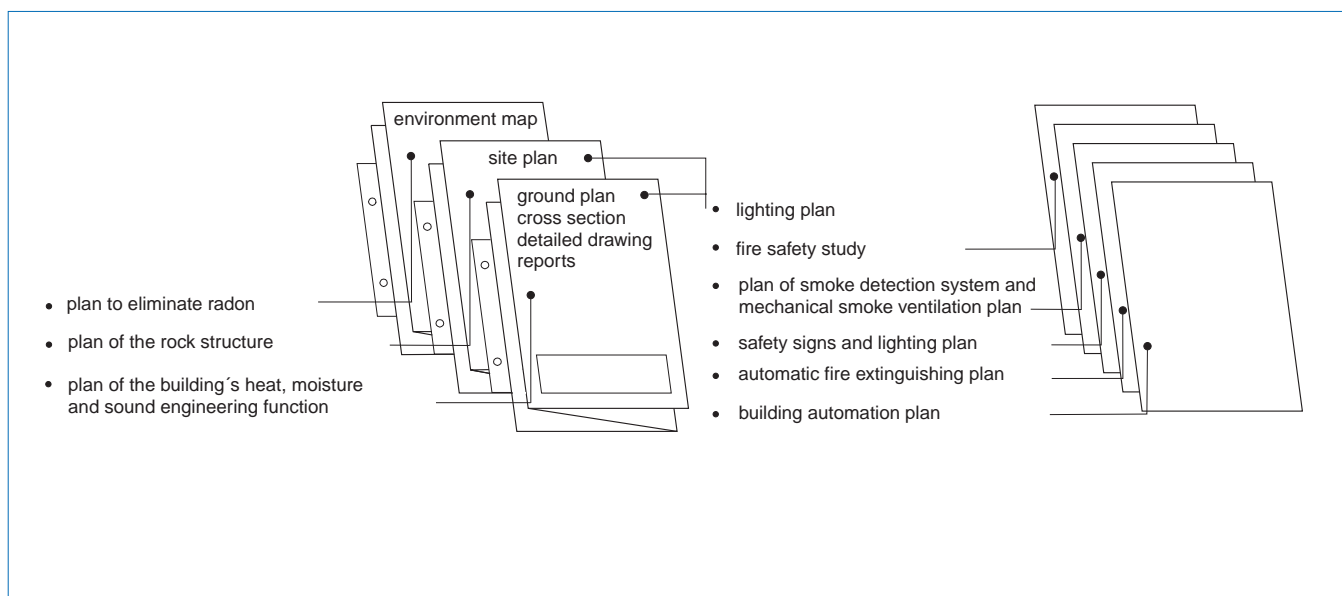 environment map
site plan
ground plan
cross section
detailed drawing
reports
• plan to eliminate radon
• plan of the rock structure
• plan of the building´s heat, moisture
and sound engineering function
• lighting plan
• fire safety study
• plan of smoke detection system and
mechanical smoke ventilation plan
• safety signs and lighting plan
• automatic fire extinguishing plan
• building automation plan